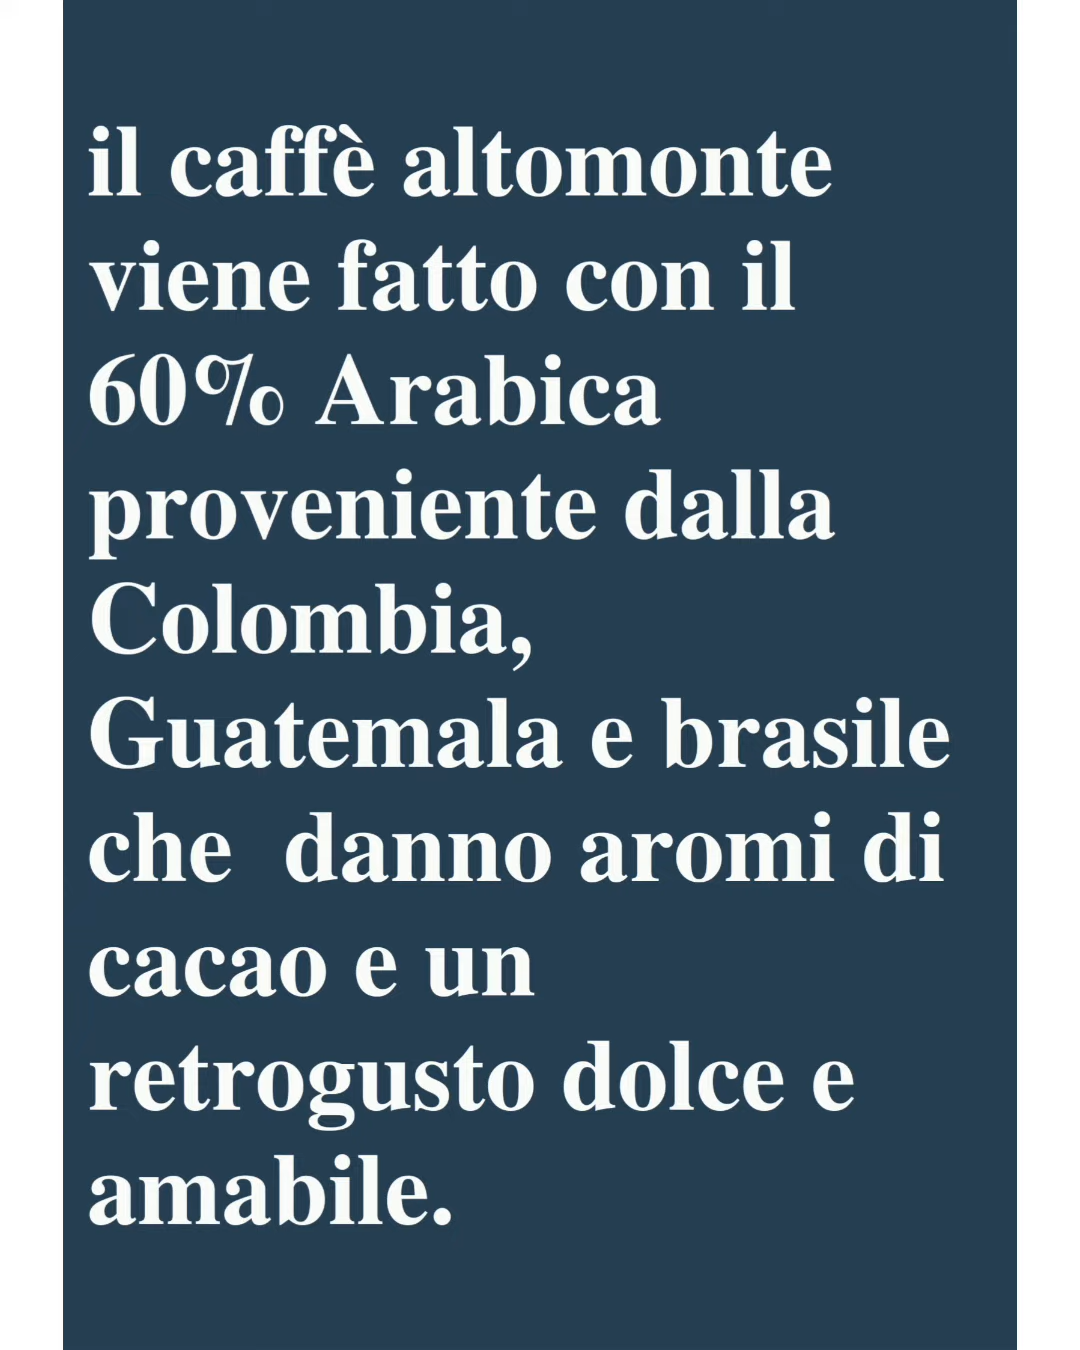 il caffè altomonte
viene fatto con il
60% Arabica
proveniente dalla
Colombia,
Guatemala e brasile
che  danno aromi di
cacao e un
retrogusto dolce e
amabile.